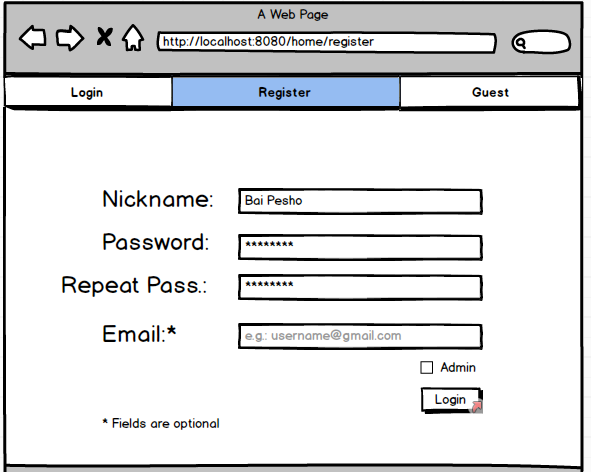 A Web Page
http://localhost:8080/home/register
Login Register Guest
Nickname: Bai Pesho
Password: ********
Repeat Pass.: ********
Email:* e.g.: username@gmail.com
Admin
Login
* Fields are optional